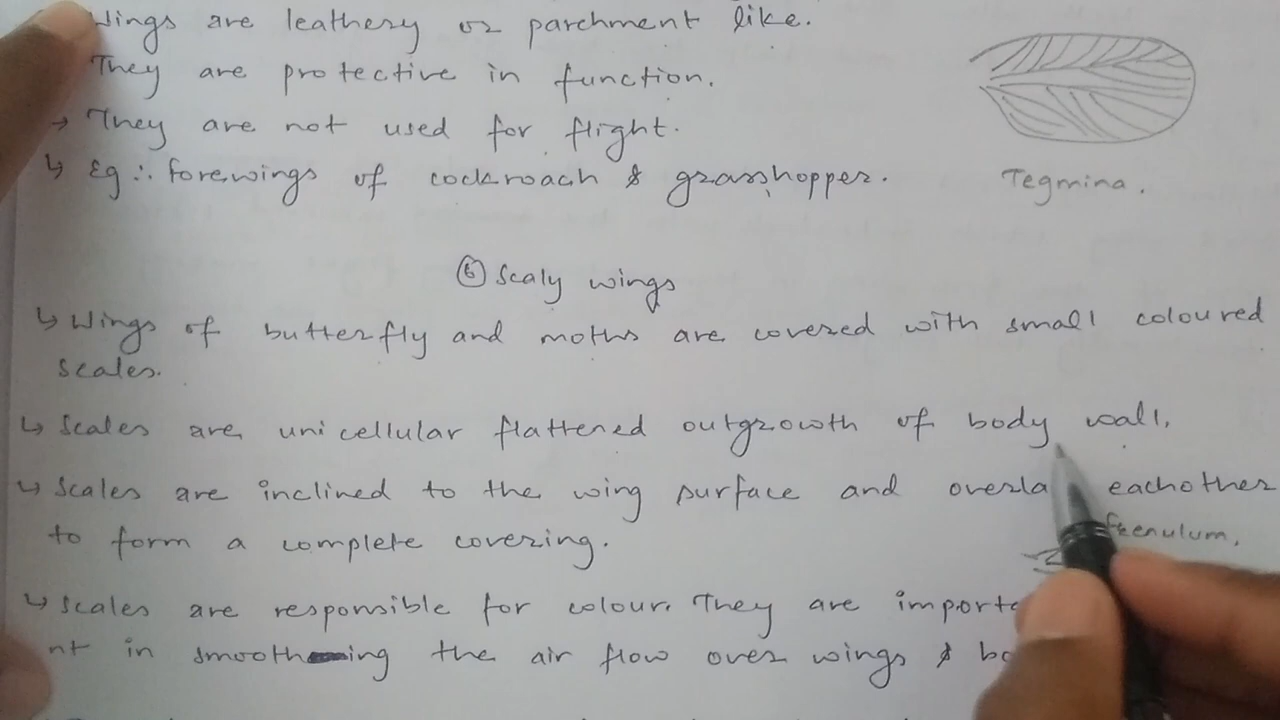 Wings are leathery or parchment like.
They are protective in function.
→ They are not used for flight.
↳ Eg :. forewings of cockroach & grasshopper.
Tegmina.
⑥ Scaly wings
↳ Wings of butterfly and moths are covered with small coloured
scales.
↳ Scales are unicellular flattened outgrowth of body wall.
↳ Scales are inclined to the wing surface and overla eachother
to form a complete covering.
frenulum.
↳ Scales are responsible for colour. They are importa
nt in smoothing the air flow over wings & bo